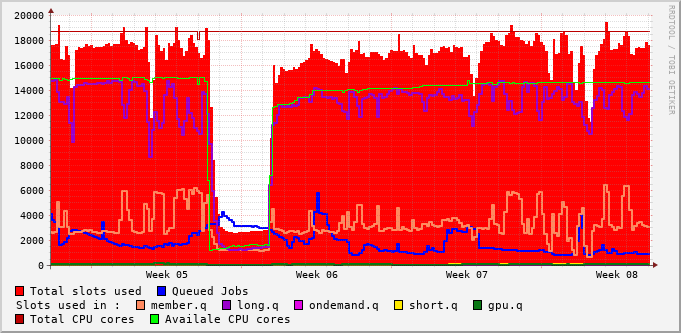 20000
18000
16000
14000
12000
10000
8000
6000
4000
2000
0
Week 05 Week 06 Week 07 Week 08
RRDTOOL / TOBI OETIKER
Total slots used Queued Jobs
Slots used in : member.q long.q ondemand.q short.q gpu.q
Total CPU cores Availale CPU cores